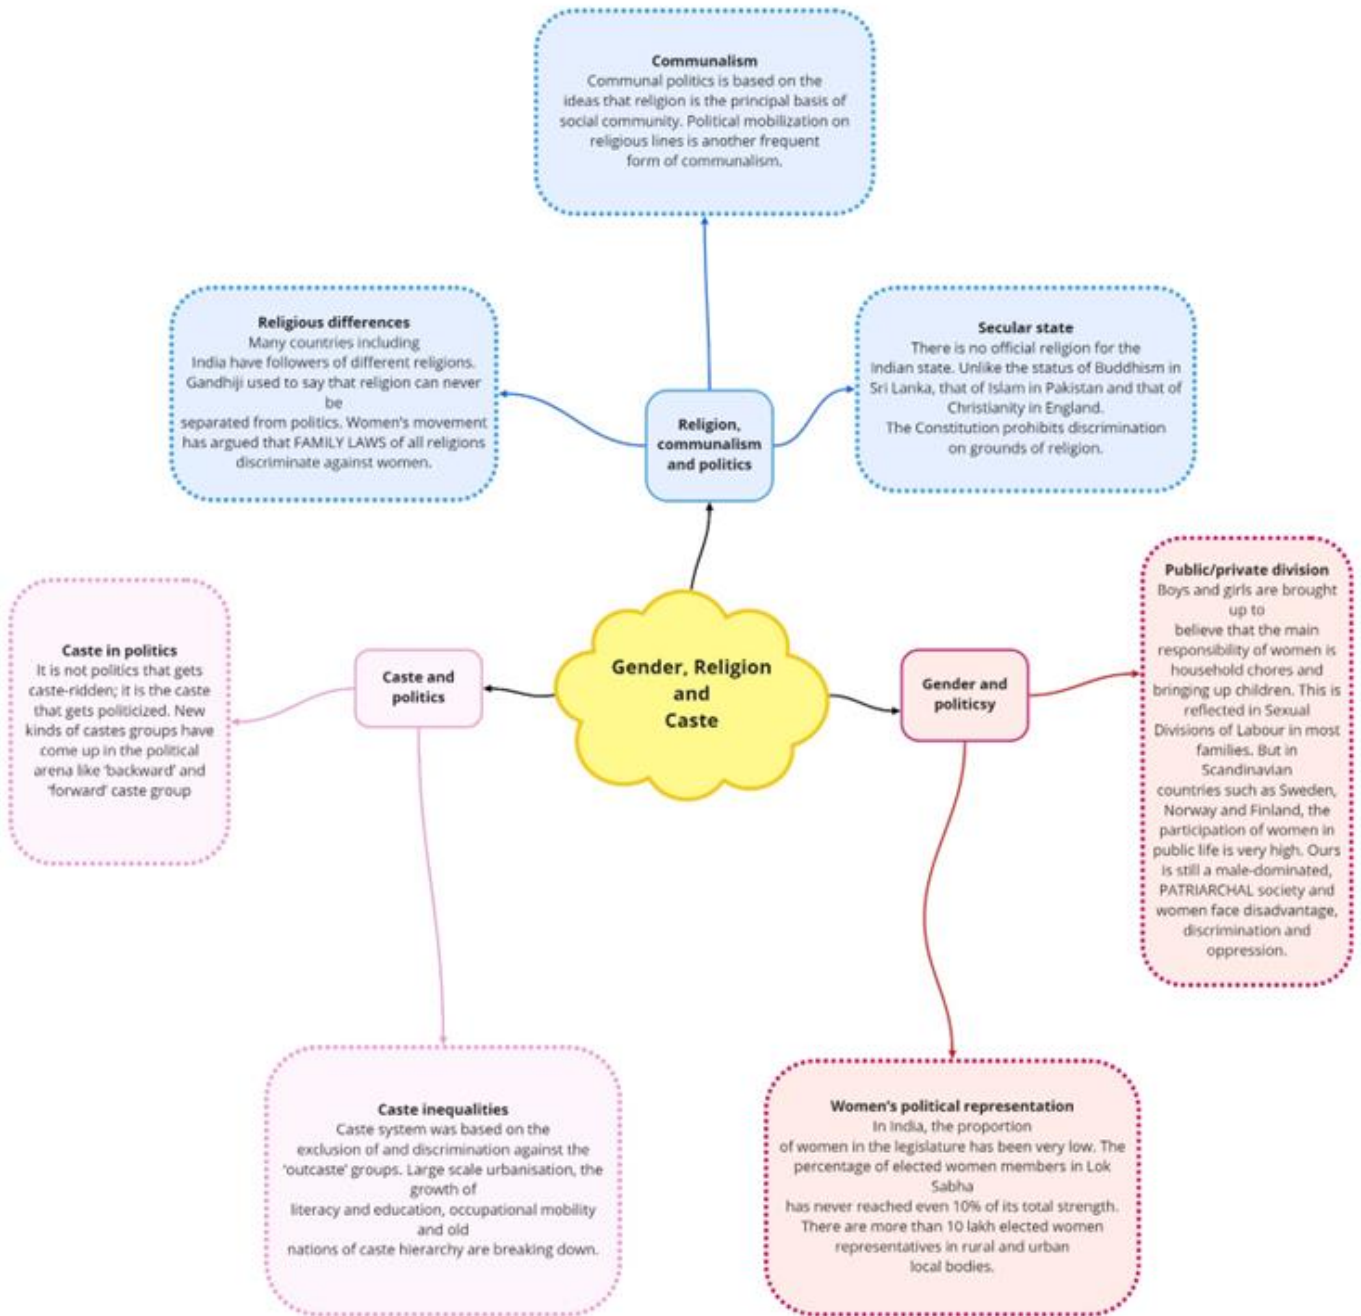 Communalism
Communal politics is based on the
ideas that religion is the principal basis of
social community. Political mobilization on
religious lines is another frequent
form of communalism.
Religious differences
Many countries including
India have followers of different religions.
Gandhiji used to say that religion can never
be
separated from politics. Women's movement
has argued that FAMILY LAWS of all religions
discriminate against women.
Secular state
There is no official religion for the
Indian state. Unlike the status of Buddhism in
Sri Lanka, that of Islam in Pakistan and that of
Christianity in England.
The Constitution prohibits discrimination
on grounds of religion.
Religion,
communalism
and politics
Public/private division
Boys and girls are brought
up to
believe that the main
responsibility of women is
household chores and
bringing up children. This is
reflected in Sexual
Divisions of Labour in most
families. But in
Scandinavian
countries such as Sweden,
Norway and Finland, the
participation of women in
public life is very high. Ours
is still a male-dominated,
PATRIARCHAL society and
women face disadvantage,
discrimination and
oppression.
Caste in politics
It is not politics that gets
caste-ridden; it is the caste
that gets politicized. New
kinds of castes groups have
come up in the political
arena like 'backward' and
'forward' caste group
Caste and
politics
Gender, Religion
and
Caste
Gender and
politicsy
Caste inequalities
Caste system was based on the
exclusion of and discrimination against the
'outcaste' groups. Large scale urbanisation, the
growth of
literacy and education, occupational mobility
and old
nations of caste hierarchy are breaking down.
Women's political representation
In India, the proportion
of women in the legislature has been very low. The
percentage of elected women members in Lok
Sabha
has never reached even 10% of its total strength.
There are more than 10 lakh elected women
representatives in rural and urban
local bodies.